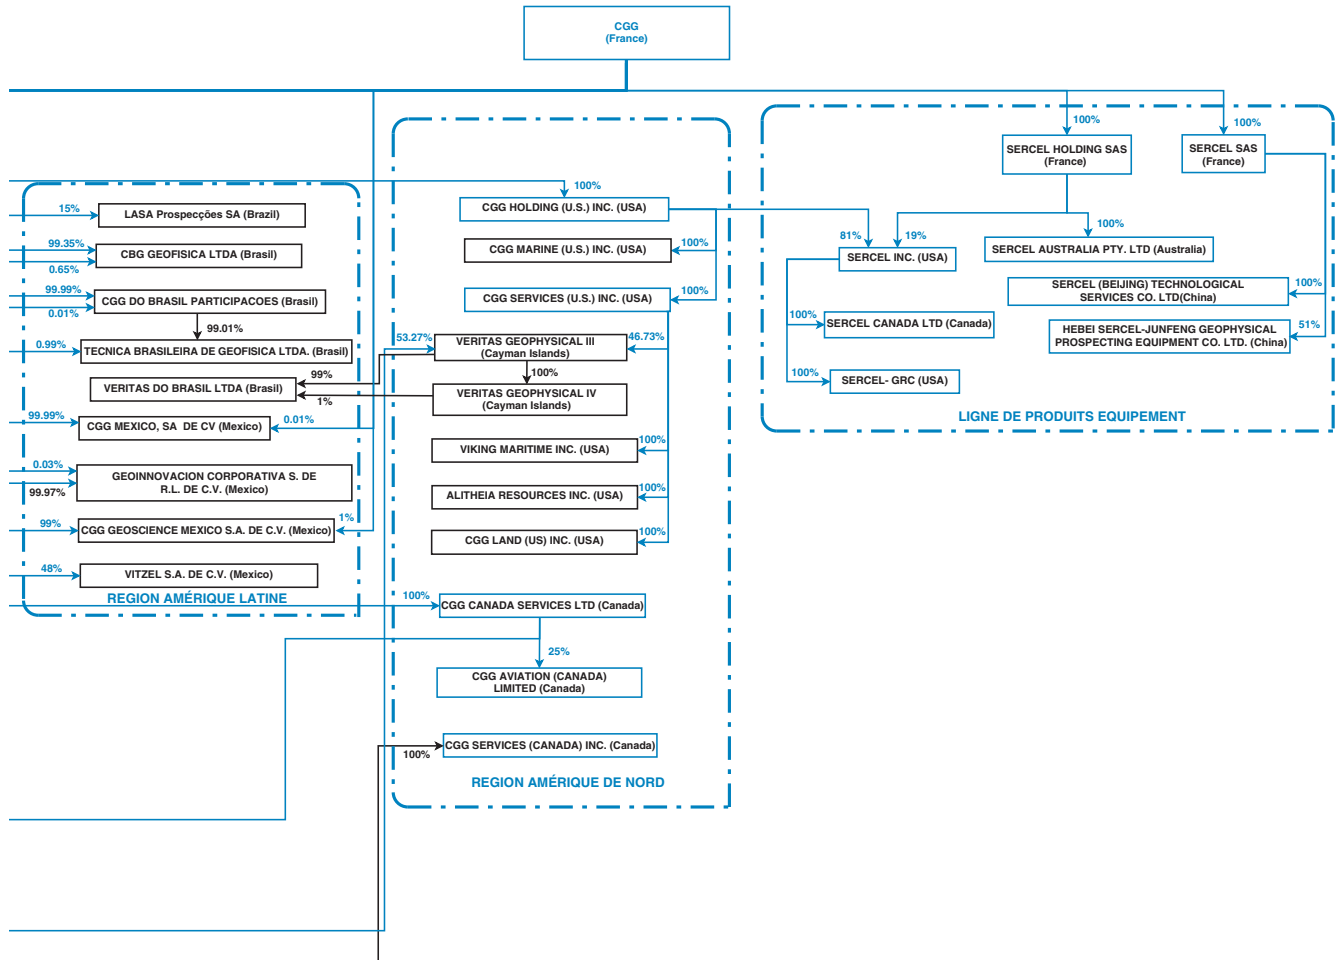 CGG
(France)
100%
100%
SERCEL HOLDING SAS
(France)
SERCEL SAS
(France)
100%
81%
19%
SERCEL INC. (USA)
SERCEL AUSTRALIA PTY. LTD (Australia)
100%
SERCEL (BEIJING) TECHNOLOGICAL
SERVICES CO. LTD(China)
100%
SERCEL CANADA LTD (Canada)
51%
HEBEI SERCEL-JUNFENG GEOPHYSICAL
PROSPECTING EQUIPMENT CO. LTD. (China)
100%
SERCEL- GRC (USA)
LIGNE DE PRODUITS EQUIPEMENT
100%
CGG HOLDING (U.S.) INC. (USA)
CGG MARINE (U.S.) INC. (USA)
100%
CGG SERVICES (U.S.) INC. (USA)
100%
53.27%
VERITAS GEOPHYSICAL III
(Cayman Islands)
46.73%
100%
VERITAS GEOPHYSICAL IV
(Cayman Islands)
VIKING MARITIME INC. (USA)
100%
ALITHEIA RESOURCES INC. (USA)
100%
CGG LAND (US) INC. (USA)
100%
100%
CGG CANADA SERVICES LTD (Canada)
25%
CGG AVIATION (CANADA)
LIMITED (Canada)
100%
CGG SERVICES (CANADA) INC. (Canada)
REGION AMÉRIQUE DE NORD
15%
LASA Prospecções SA (Brazil)
99.35%
0.65%
CBG GEOFISICA LTDA (Brasil)
99.99%
0.01%
CGG DO BRASIL PARTICIPACOES (Brasil)
99.01%
0.99%
TECNICA BRASILEIRA DE GEOFISICA LTDA. (Brasil)
VERITAS DO BRASIL LTDA (Brasil)
99%
1%
99.99%
CGG MEXICO, SA DE CV (Mexico)
0.01%
0.03%
99.97%
GEOINNOVACION CORPORATIVA S. DE
R.L. DE C.V. (Mexico)
99%
CGG GEOSCIENCE MEXICO S.A. DE C.V. (Mexico)
1%
48%
VITZEL S.A. DE C.V. (Mexico)
REGION AMÉRIQUE LATINE